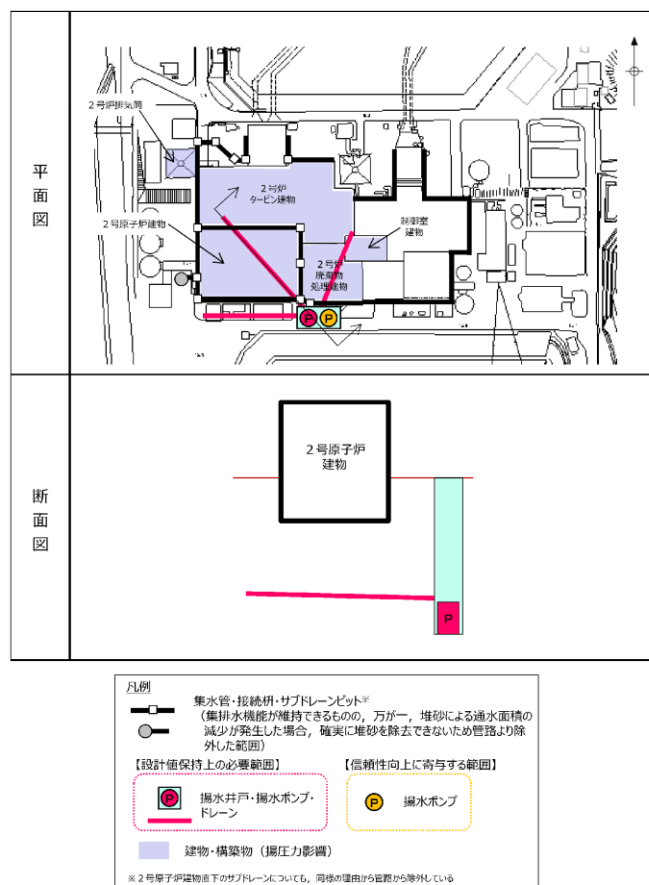 平面図
2号炉排気筒
2号炉
タービン建物
2号原子炉建物
制御室
建物
2号炉
廃棄物
処理建物
P
P
断面図
2号原子炉
建物
P
凡例
集水管・接続桝・サブドレーンピット※
(集排水機能が維持できるものの，万が一，堆砂による通水面積の
減少が発生した場合，確実に堆砂を除去できないため管路より除
外した範囲)
【設計値保持上の必要範囲】
【信頼性向上に寄与する範囲】
P
揚水井戸・揚水ポンプ・
ドレーン
P
揚水ポンプ
建物・構築物（揚圧力影響）
※２号原子炉建物直下のサブドレーンについても，同様の理由から管路から除外している